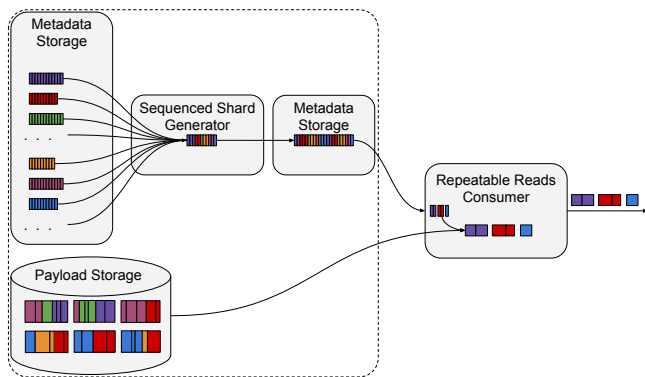 Metadata
Storage
. . .
. . .
Sequenced Shard
Generator
Metadata
Storage
Repeatable Reads
Consumer
Payload Storage